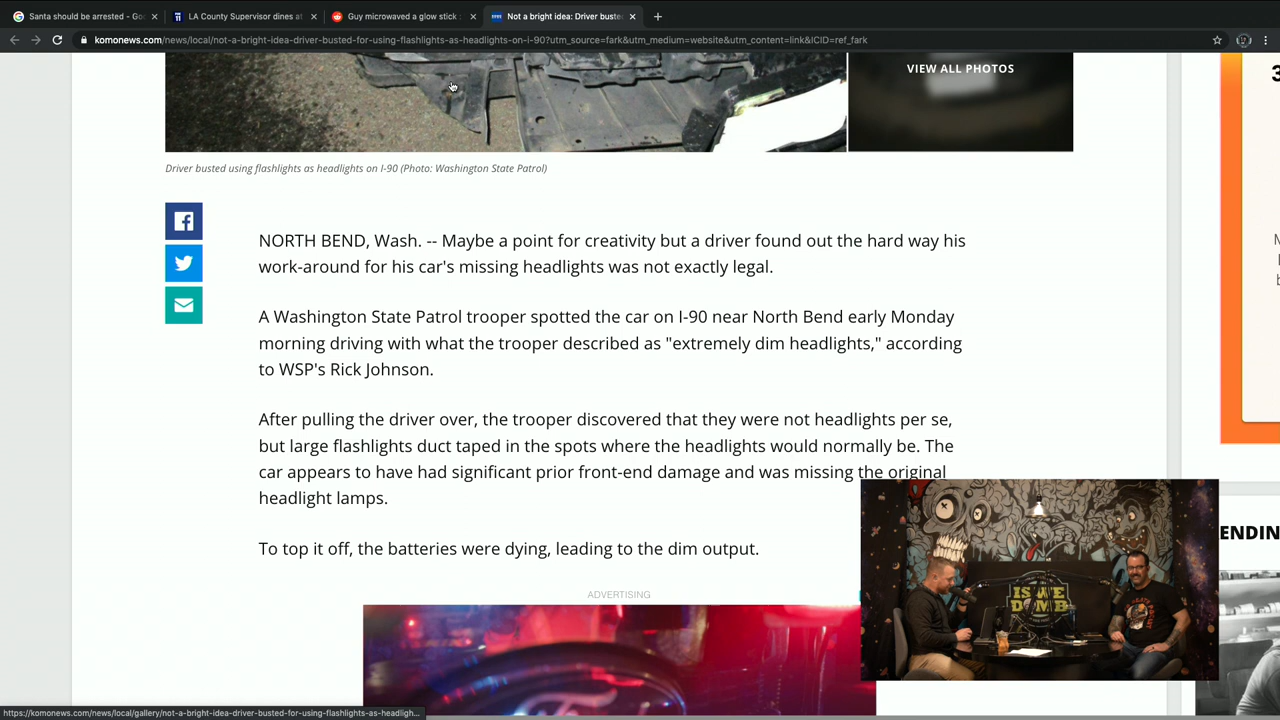 Santa should be arrested - Goo
LA County Supervisor dines at
Guy microwaved a glow stick :
Not a bright idea: Driver buste
komonews.com/news/local/not-a-bright-idea-driver-busted-for-using-flashlights-as-headlights-on-i-90?utm_source=fark&utm_medium=website&utm_content=link&ICID=ref_fark
VIEW ALL PHOTOS
Driver busted using flashlights as headlights on I-90 (Photo: Washington State Patrol)
NORTH BEND, Wash. -- Maybe a point for creativity but a driver found out the hard way his
work-around for his car's missing headlights was not exactly legal.
A Washington State Patrol trooper spotted the car on I-90 near North Bend early Monday
morning driving with what the trooper described as "extremely dim headlights," according
to WSP's Rick Johnson.
After pulling the driver over, the trooper discovered that they were not headlights per se,
but large flashlights duct taped in the spots where the headlights would normally be. The
car appears to have had significant prior front-end damage and was missing the original
headlight lamps.
To top it off, the batteries were dying, leading to the dim output.
ADVERTISING
ENDIN
IS WE
DUMB
https://komonews.com/news/local/gallery/not-a-bright-idea-driver-busted-for-using-flashlights-as-headligh...